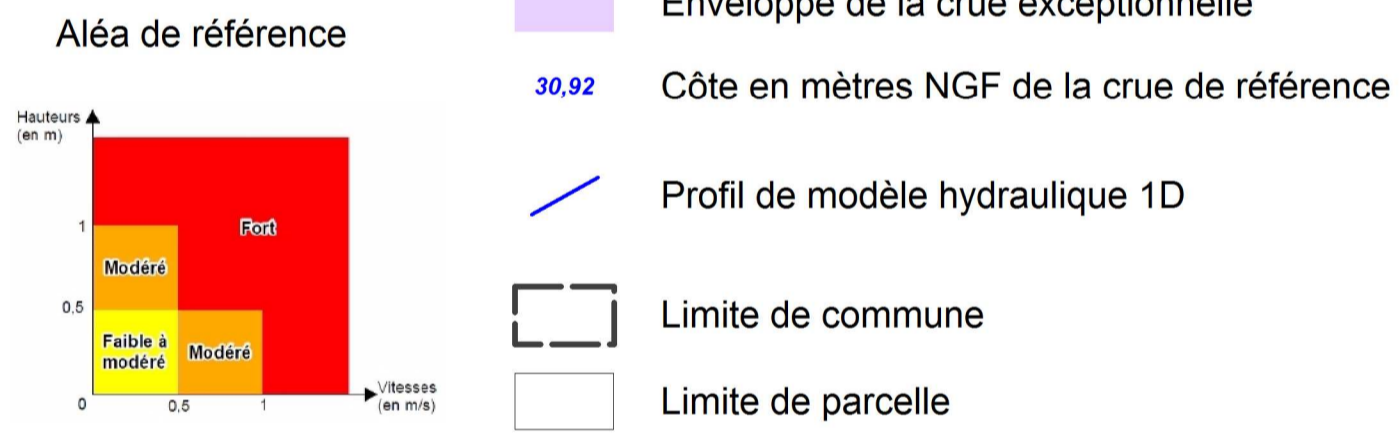 Aléa de référence
Hauteurs
(en m)
1
Fort
Modéré
0,5
Faible à
modéré
Modéré
0
0,5
1
Vitesses
(en m/s)
Enveloppe de la crue exceptionnelle
30,92
Côte en mètres NGF de la crue de référence
Profil de modèle hydraulique 1D
Limite de commune
Limite de parcelle